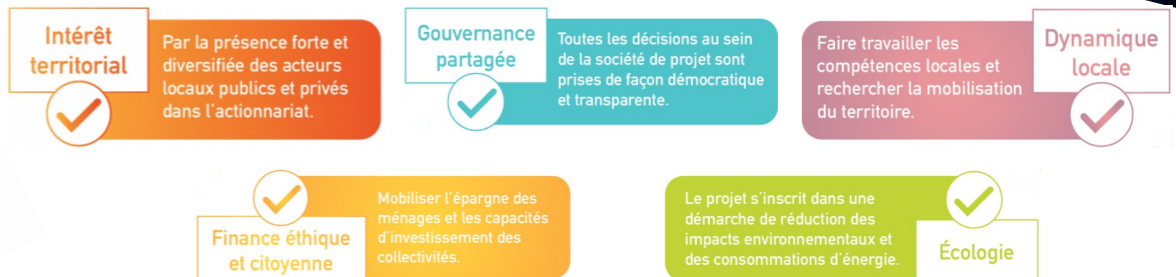 Intérêt
territorial
Par la présence forte et
diversifiée des acteurs
locaux publics et privés
dans l'actionnariat.
Gouvernance
partagée
Toutes les décisions au sein
de la société de projet sont
prises de façon démocratique
et transparente.
Faire travailler les
compétences locales et
rechercher la mobilisation
du territoire.
Dynamique
locale
Finance éthique
et citoyenne
Mobiliser l'épargne des
ménages et les capacités
d'investissement des
collectivités.
Le projet s'inscrit dans une
démarche de réduction des
impacts environnementaux et
des consommations d'énergie.
Écologie